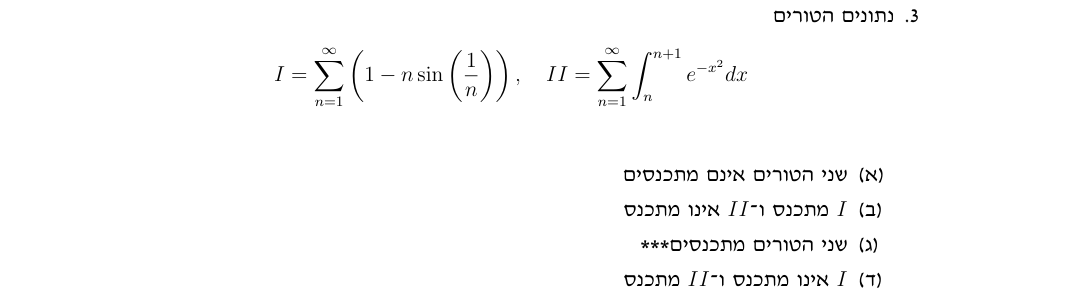 3. נתונים הטורים
I = \sum_{n=1}^{\infty} \left(1 - n \sin\left(\frac{1}{n}\right)\right), II = \sum_{n=1}^{\infty} \int_{n}^{n+1} e^{-x^2} dx
(א) שני הטורים אינם מתכנסים
(ב) I מתכנס ו־II אינו מתכנס
(ג) שני הטורים מתכנסים***
(ד) I אינו מתכנס ו־II מתכנס